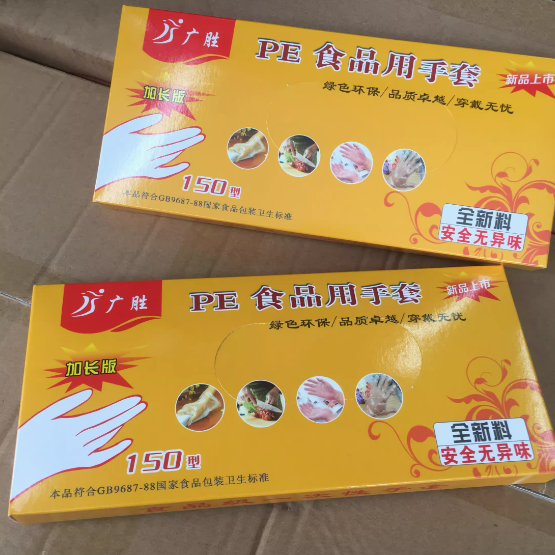 广胜
PE 食品用手套
新品上市
绿色环保/品质卓越/穿戴无忧
加长版
150型
本品符合GB9687-88国家食品包装卫生标准
全新料
安全无异味
广胜
PE 食品用手套
新品上市
绿色环保/品质卓越/穿戴无忧
加长版
150型
本品符合GB9687-88国家食品包装卫生标准
全新料
安全无异味